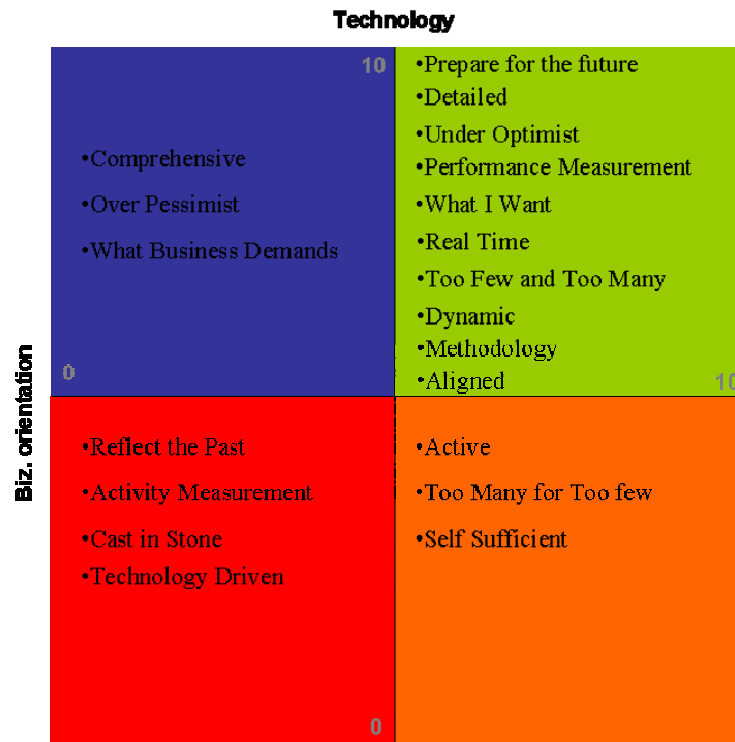 Technology
10
•Comprehensive
•Over Pessimist
•What Business Demands
0
•Prepare for the future
•Detailed
•Under Optimist
•Performance Measurement
•What I Want
•Real Time
•Too Few and Too Many
•Dynamic
•Methodology
•Aligned
10
Biz. orientation
•Reflect the Past
•Activity Measurement
•Cast in Stone
•Technology Driven
0
•Active
•Too Many for Too few
•Self Sufficient